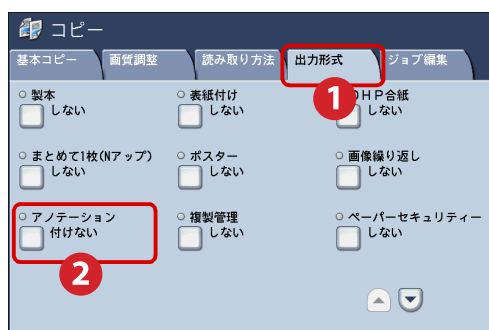 コピー
基本コピー 画質調整 読み取り方法 出力形式 ジョブ編集
製本 表紙付け HP合紙
しない しない しない
まとめて1枚(Nアップ) ポスター 画像繰り返し
しない しない しない
アノテーション 複製管理 ペーパーセキュリティー
付けない しない しない
1
2